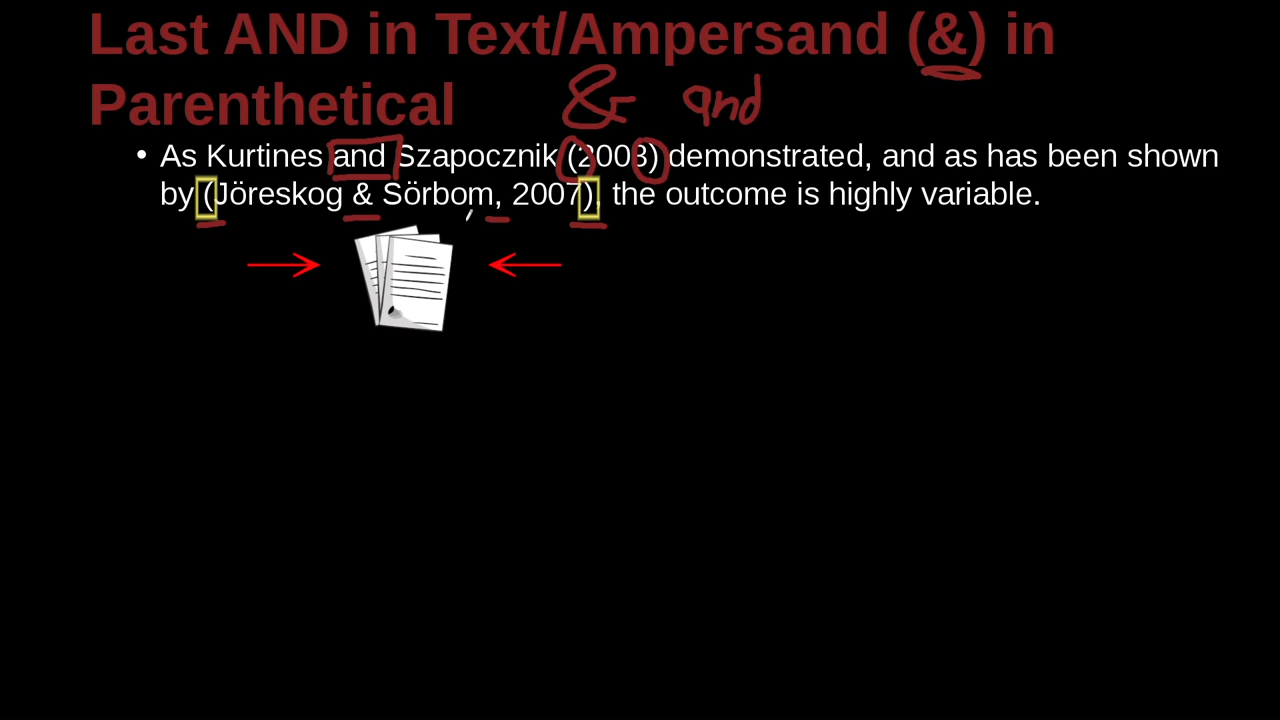 Last AND in Text/Ampersand (&) in
Parenthetical
& and
• As Kurtines and Szapocznik (2003) demonstrated, and as has been shown
by (Jöreskog & Sörbom, 2007), the outcome is highly variable.